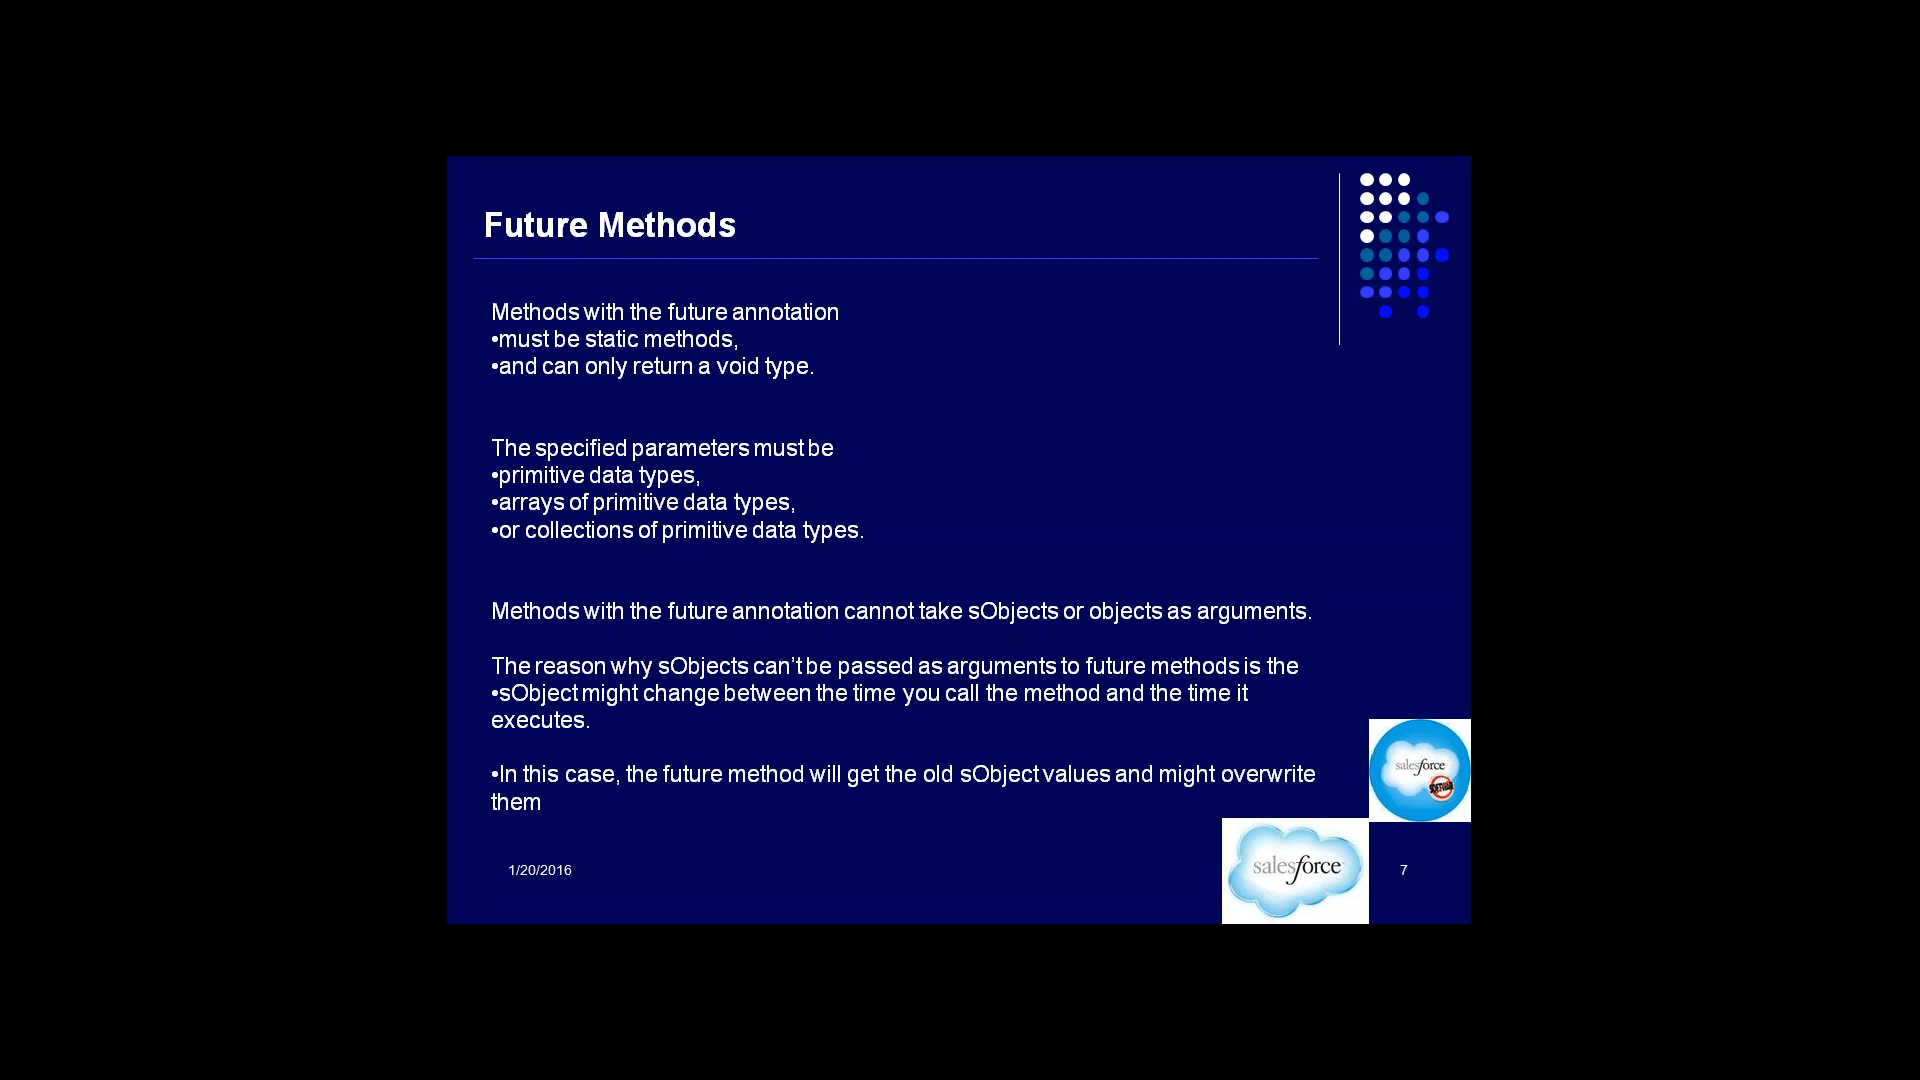 Future Methods
Methods with the future annotation
•must be static methods,
•and can only return a void type.
The specified parameters must be
•primitive data types,
•arrays of primitive data types,
•or collections of primitive data types.
Methods with the future annotation cannot take sObjects or objects as arguments.
The reason why sObjects can’t be passed as arguments to future methods is the
•sObject might change between the time you call the method and the time it
executes.
•In this case, the future method will get the old sObject values and might overwrite
them
salesforce
SOFTWARE
1/20/2016
salesforce
7